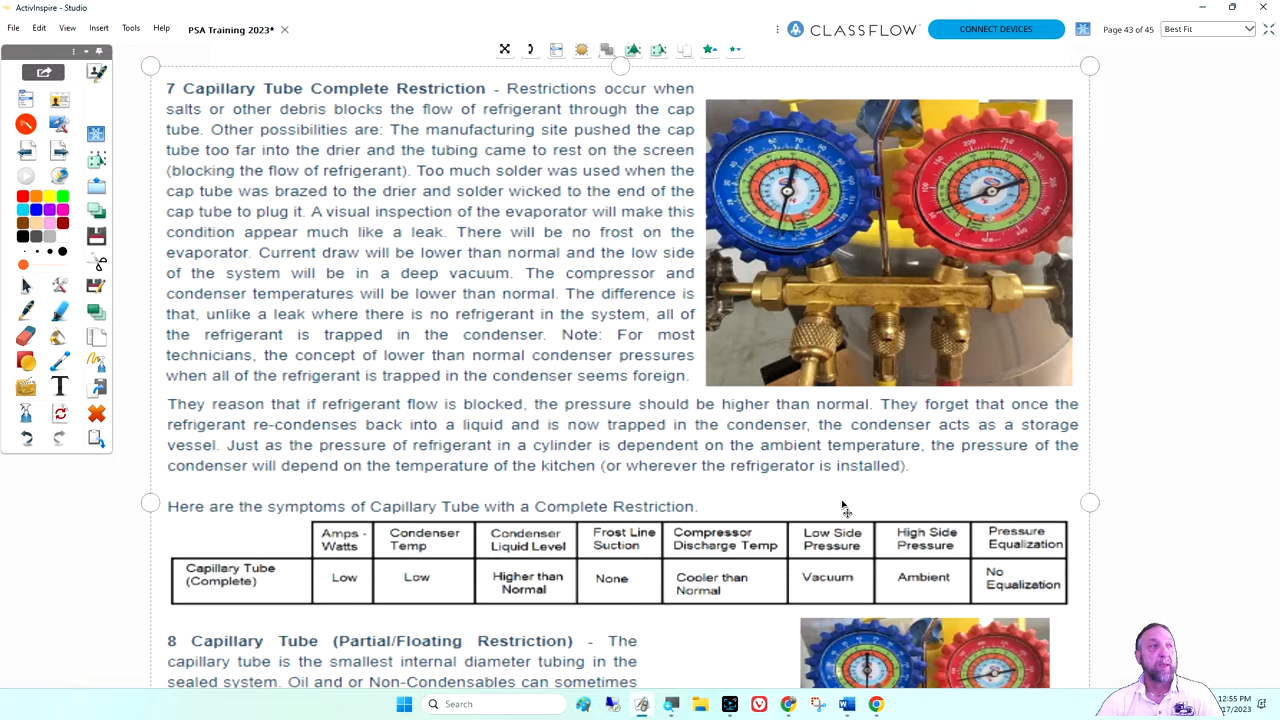 ActivInspire - Studio
File Edit View Insert Tools Help
PSA Training 2023*
CLASSFLOW
CONNECT DEVICES
Page 43 of 45
Best Fit
7 Capillary Tube Complete Restriction - Restrictions occur when
salts or other debris blocks the flow of refrigerant through the cap
tube. Other possibilities are: The manufacturing site pushed the cap
tube too far into the drier and the tubing came to rest on the screen
(blocking the flow of refrigerant). Too much solder was used when the
cap tube was brazed to the drier and solder wicked to the end of the
cap tube to plug it. A visual inspection of the evaporator will make this
condition appear much like a leak. There will be no frost on the
evaporator. Current draw will be lower than normal and the low side
of the system will be in a deep vacuum. The compressor and
condenser temperatures will be lower than normal. The difference is
that, unlike a leak where there is no refrigerant in the system, all of
the refrigerant is trapped in the condenser. Note: For most
technicians, the concept of lower than normal condenser pressures
when all of the refrigerant is trapped in the condenser seems foreign.
They reason that if refrigerant flow is blocked, the pressure should be higher than normal. They forget that once the
refrigerant re-condenses back into a liquid and is now trapped in the condenser, the condenser acts as a storage
vessel. Just as the pressure of refrigerant in a cylinder is dependent on the ambient temperature, the pressure of the
condenser will depend on the temperature of the kitchen (or wherever the refrigerator is installed).
Here are the symptoms of Capillary Tube with a Complete Restriction.
Amps - Watts
Condenser Temp
Condenser Liquid Level
Frost Line Suction
Compressor Discharge Temp
Low Side Pressure
High Side Pressure
Pressure Equalization
Capillary Tube (Complete)
Low
Low
Higher than Normal
None
Cooler than Normal
Vacuum
Ambient
No Equalization
8 Capillary Tube (Partial/Floating Restriction) - The
capillary tube is the smallest internal diameter tubing in the
sealed system. Oil and or Non-Condensables can sometimes
Search
12:55 PM
17/2023